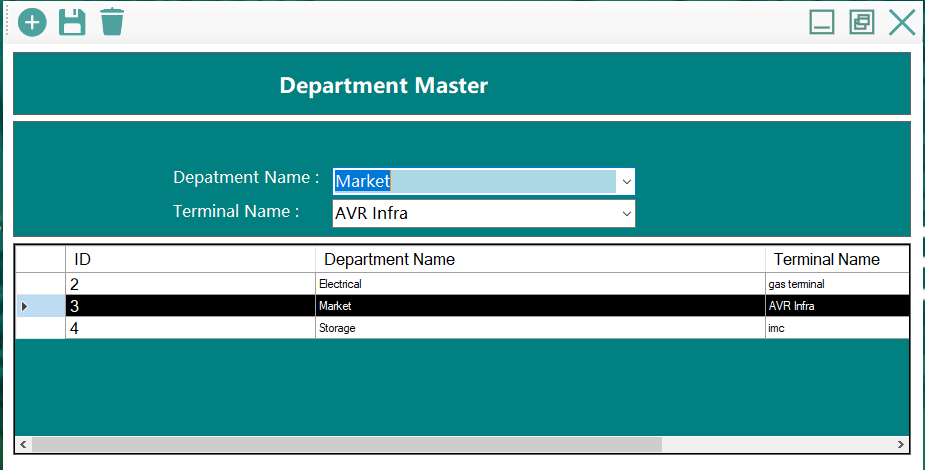 Department Master
Depatment Name : Market
Terminal Name : AVR Infra
ID Department Name Terminal Name
2 Electrical gas terminal
3 Market AVR Infra
4 Storage imc